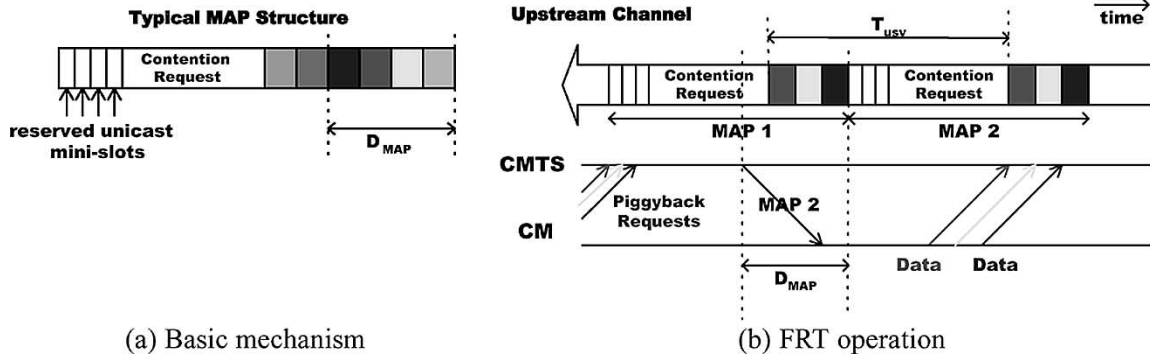 Typical MAP Structure
Contention
Request
reserved unicast
mini-slots
D_MAP
(a) Basic mechanism
Upstream Channel
time
T_usv
Contention
Request
Contention
Request
MAP 1
MAP 2
CMTS
Piggyback
Requests
MAP 2
CM
Data
Data
D_MAP
(b) FRT operation